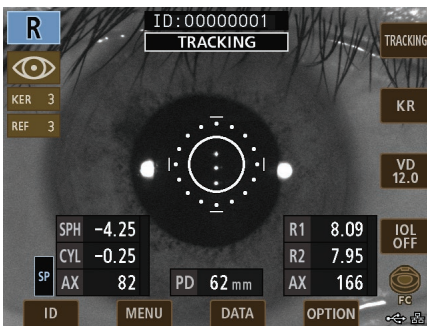 R
ID:00000001
TRACKING
TRACKING
KER 3
REF 3
KR
VD
12.0
IOL
OFF
SPH -4.25
CYL -0.25
AX 82
SP
PD 62 mm
R1 8.09
R2 7.95
AX 166
FC
ID
MENU
DATA
OPTION